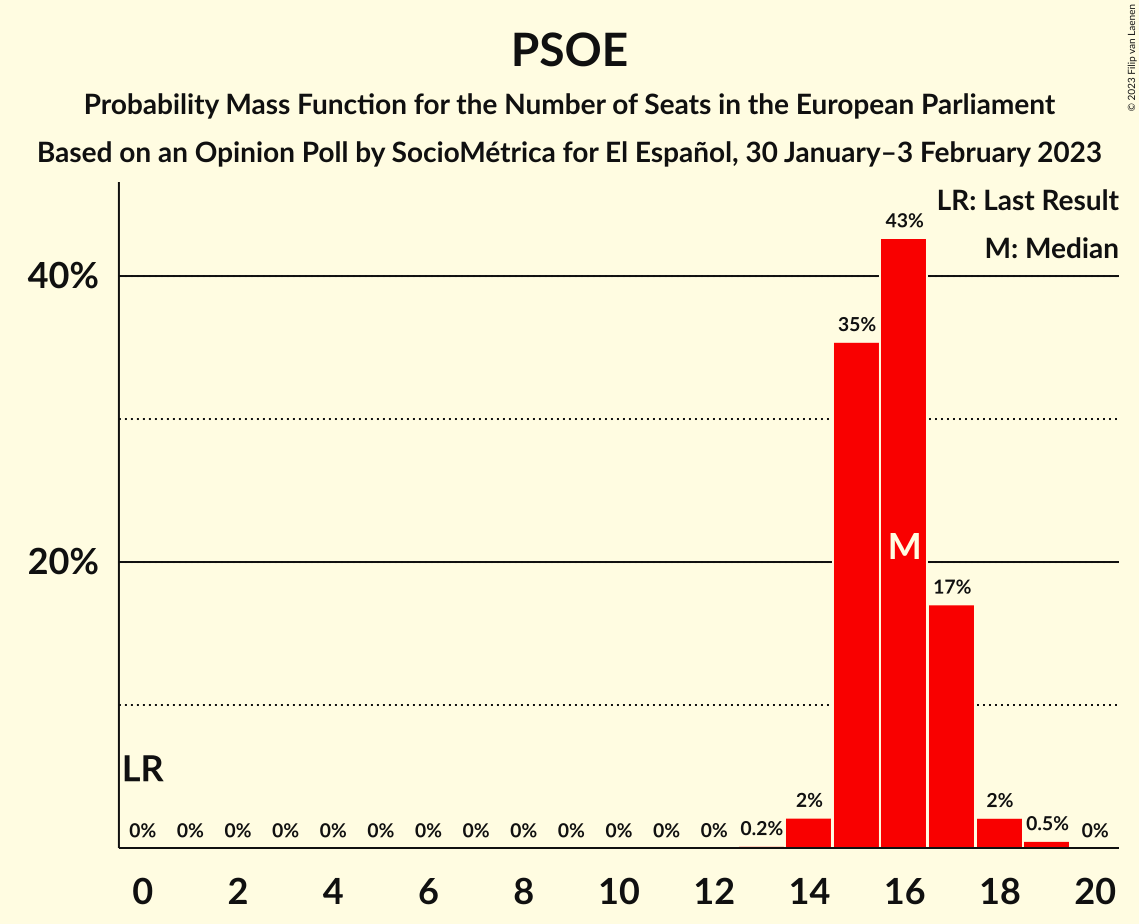 PSOE
Probability Mass Function for the Number of Seats in the European Parliament
Based on an Opinion Poll by SocioMétrica for El Español, 30 January–3 February 2023
© 2023 Filip van Laenen
LR: Last Result
M: Median
43%
40%
35%
M
20%
17%
LR
0% 0% 0% 0% 0% 0% 0% 0% 0% 0% 0% 0% 0% 0.2% 2% 2% 0.5% 0%
0 2 4 6 8 10 12 14 16 18 20